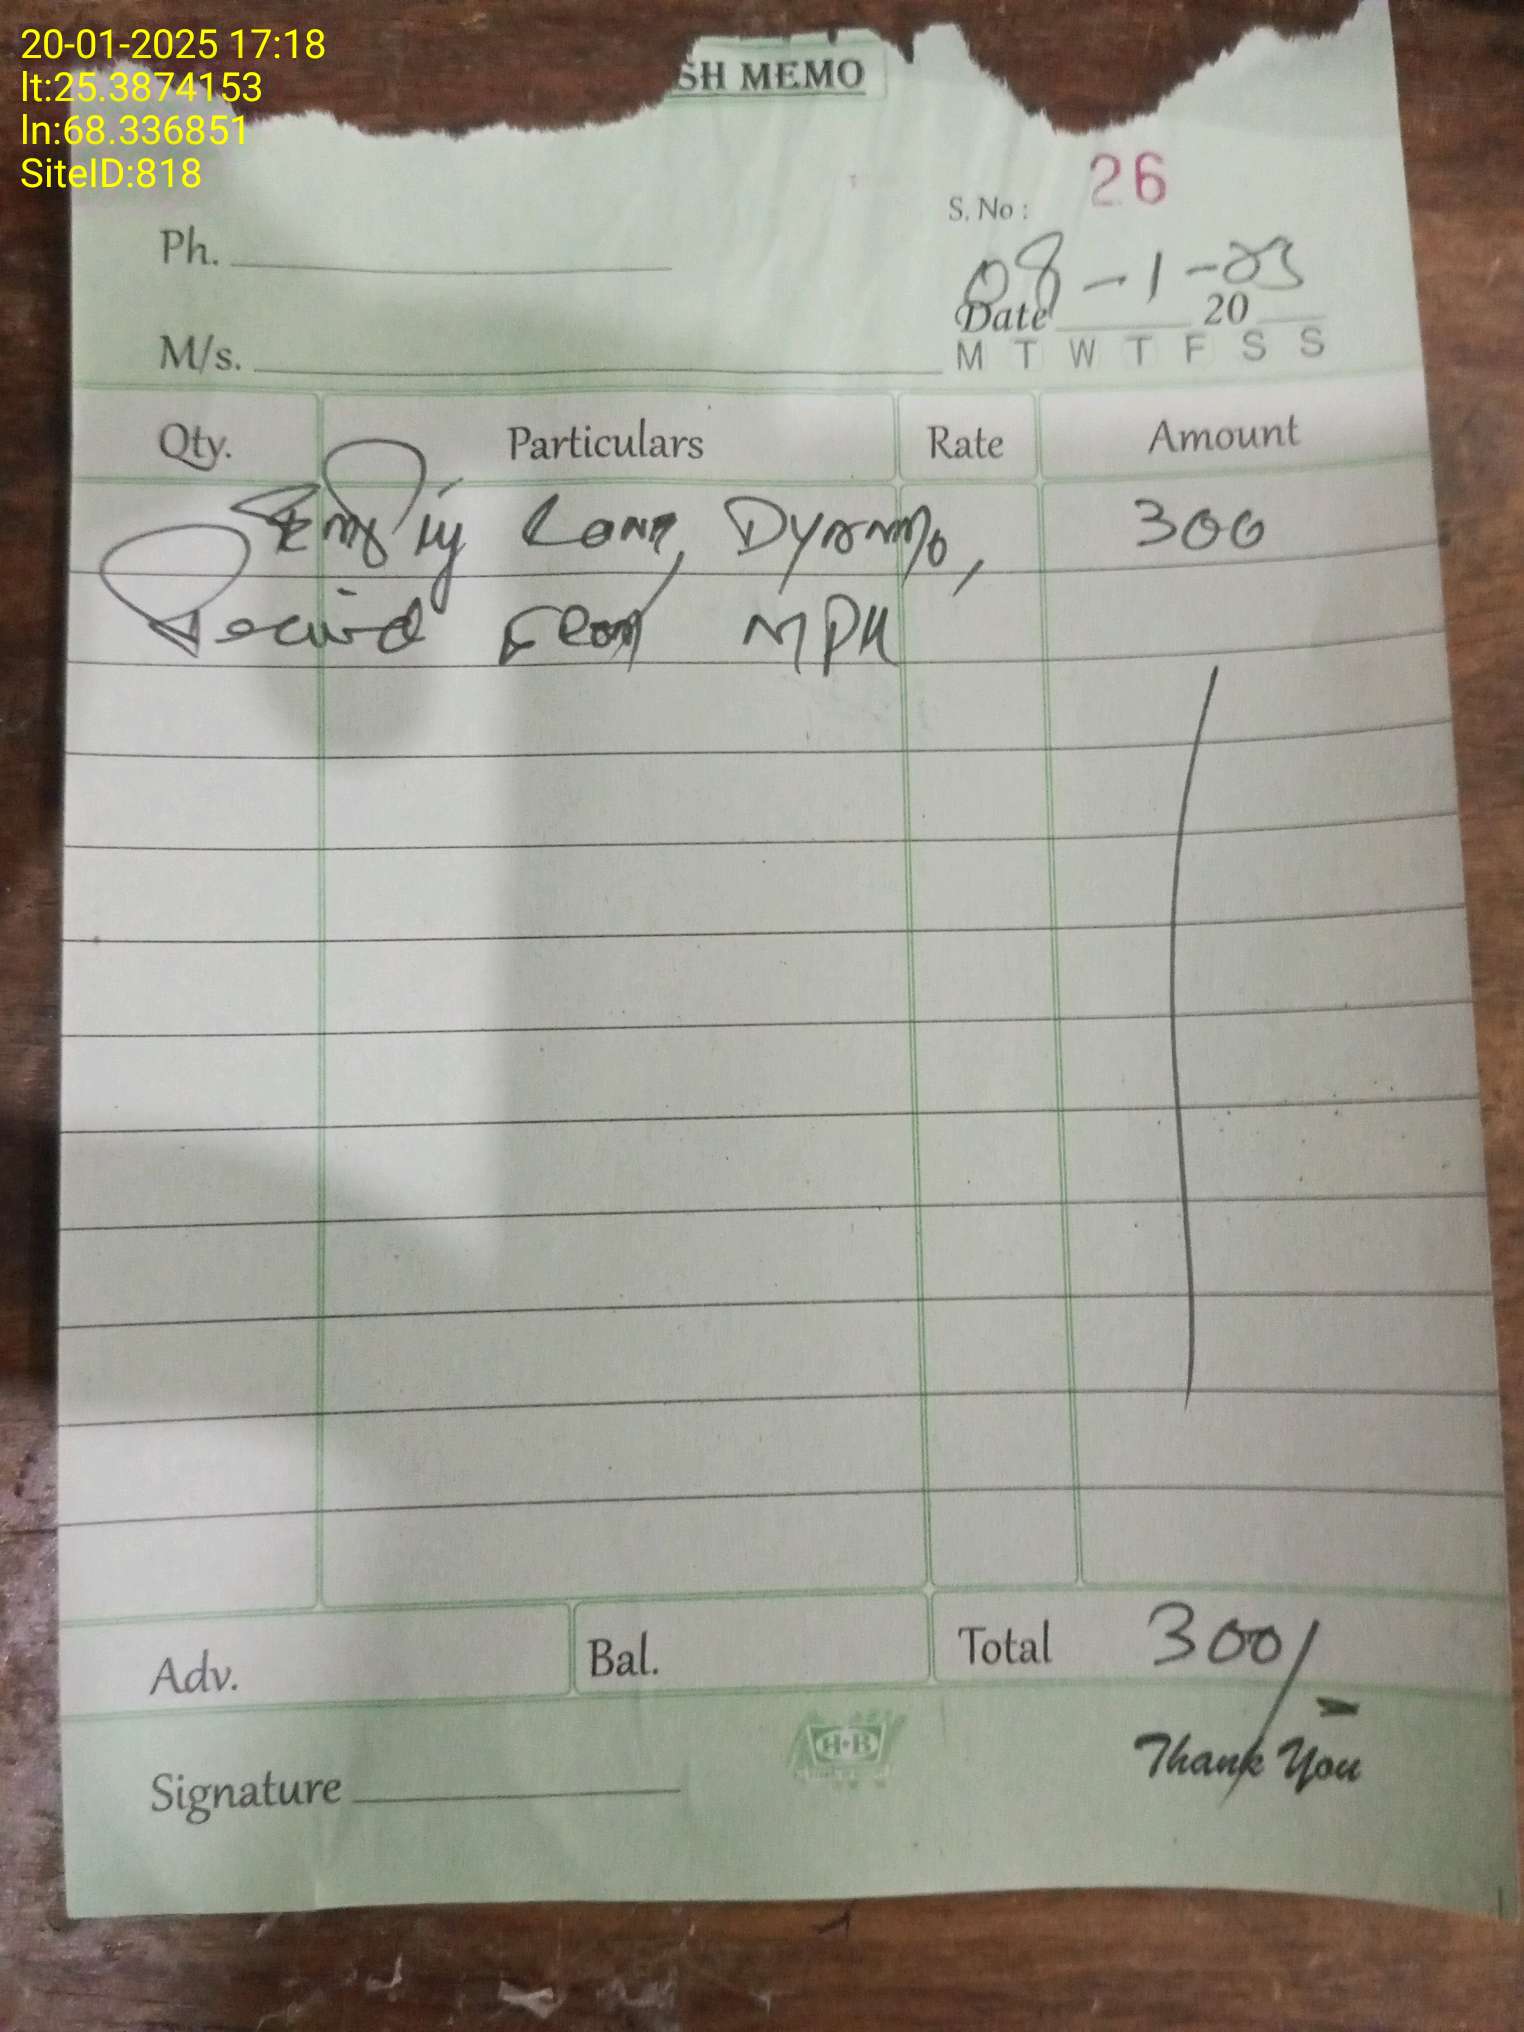 20-01-2025 17:18
lt:25.3874153
ln:68.336851
SiteID:818
SH MEMO
S. No : 26
Ph.
08-1-23
Date 20
M/s.
M T W T F S S
Qty. Particulars Rate Amount
Dynamo, 300
From MPK
Adv. Bal. Total 300/-
H·B
Thank You
Signature